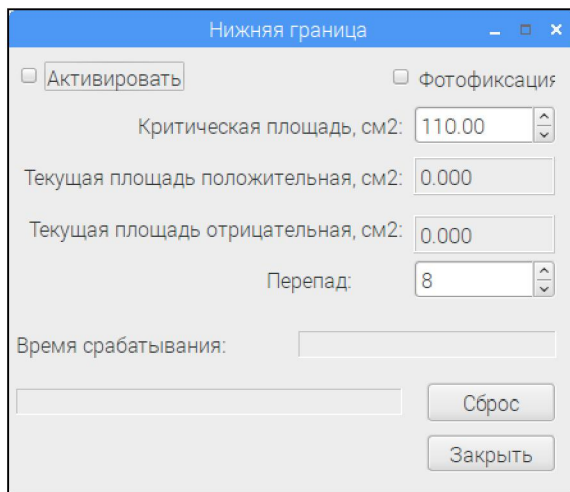 Нижняя граница
Активировать Фотофиксация
Критическая площадь, см2: 110.00
Текущая площадь положительная, см2: 0.000
Текущая площадь отрицательная, см2: 0.000
Перепад: 8
Время срабатывания:
Сброс
Закрыть